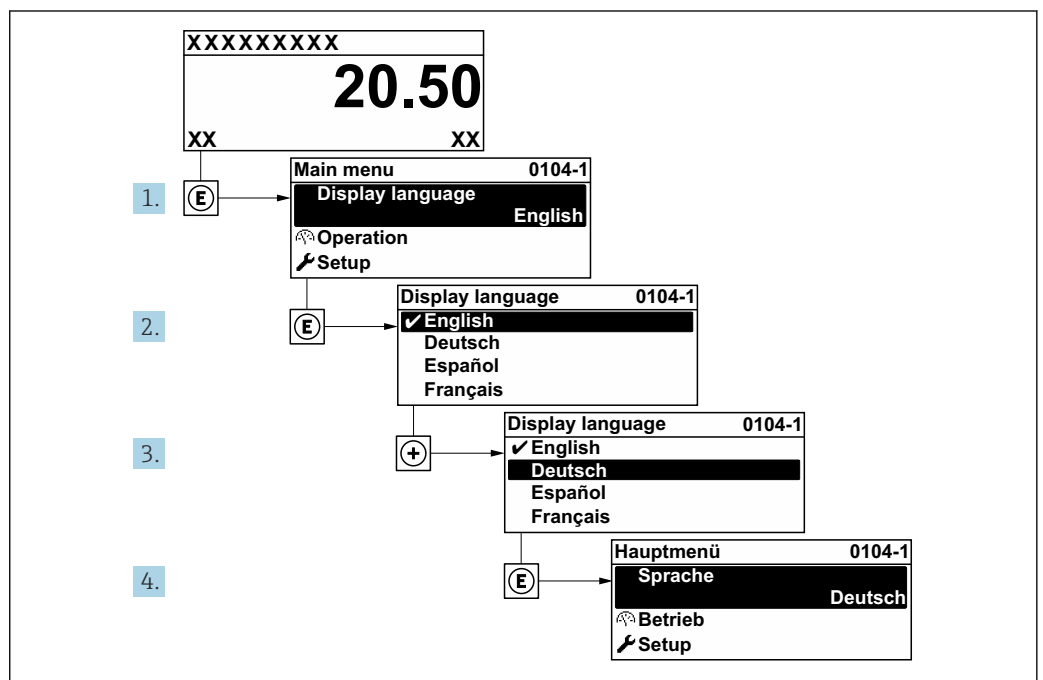 XXXXXXXXX
20.50
XX XX
1. E
Main menu 0104-1
Display language
English
Operation
Setup
2. E
Display language 0104-1
✔English
Deutsch
Español
Français
3. +
Display language 0104-1
✔English
Deutsch
Español
Français
4. E
Hauptmenü 0104-1
Sprache
Deutsch
Betrieb
Setup